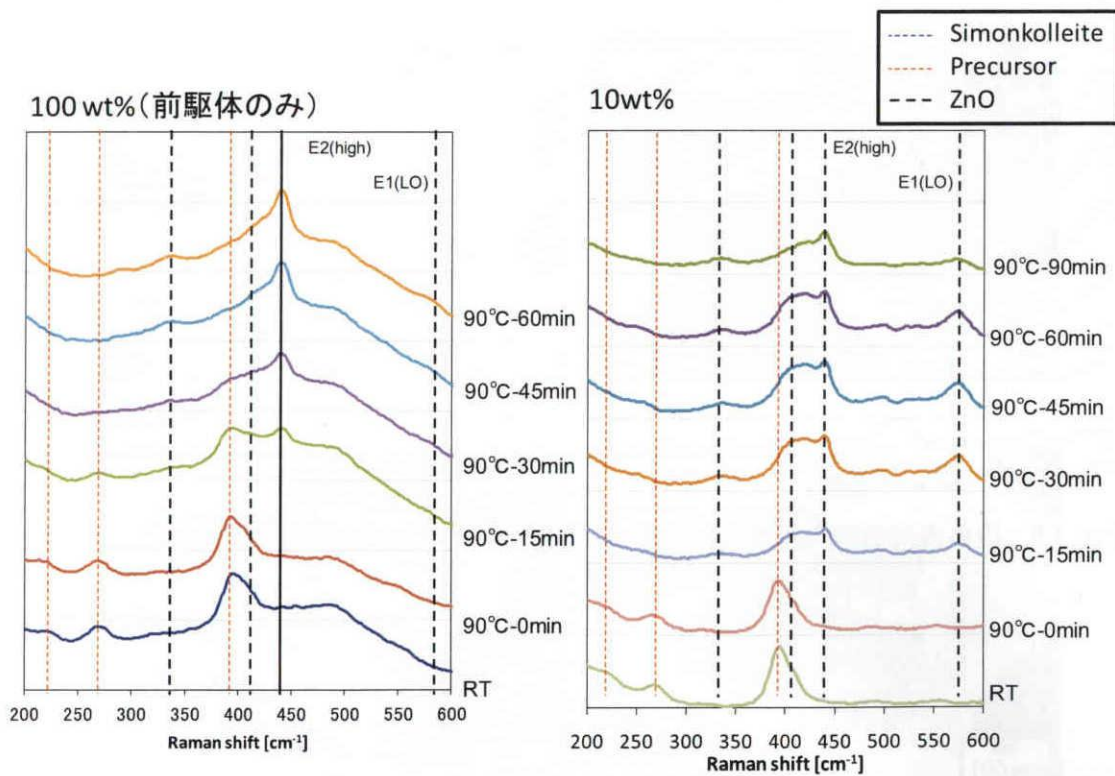 Simonkolleite
Precursor
ZnO
100 wt%（前駆体のみ）
E2(high)
E1(LO)
90℃-60min
90℃-45min
90℃-30min
90℃-15min
90℃-0min
RT
200 250 300 350 400 450 500 550 600
Raman shift [cm⁻¹]
10wt%
E2(high)
E1(LO)
90℃-90min
90℃-60min
90℃-45min
90℃-30min
90℃-15min
90℃-0min
RT
200 250 300 350 400 450 500 550 600
Raman shift [cm⁻¹]